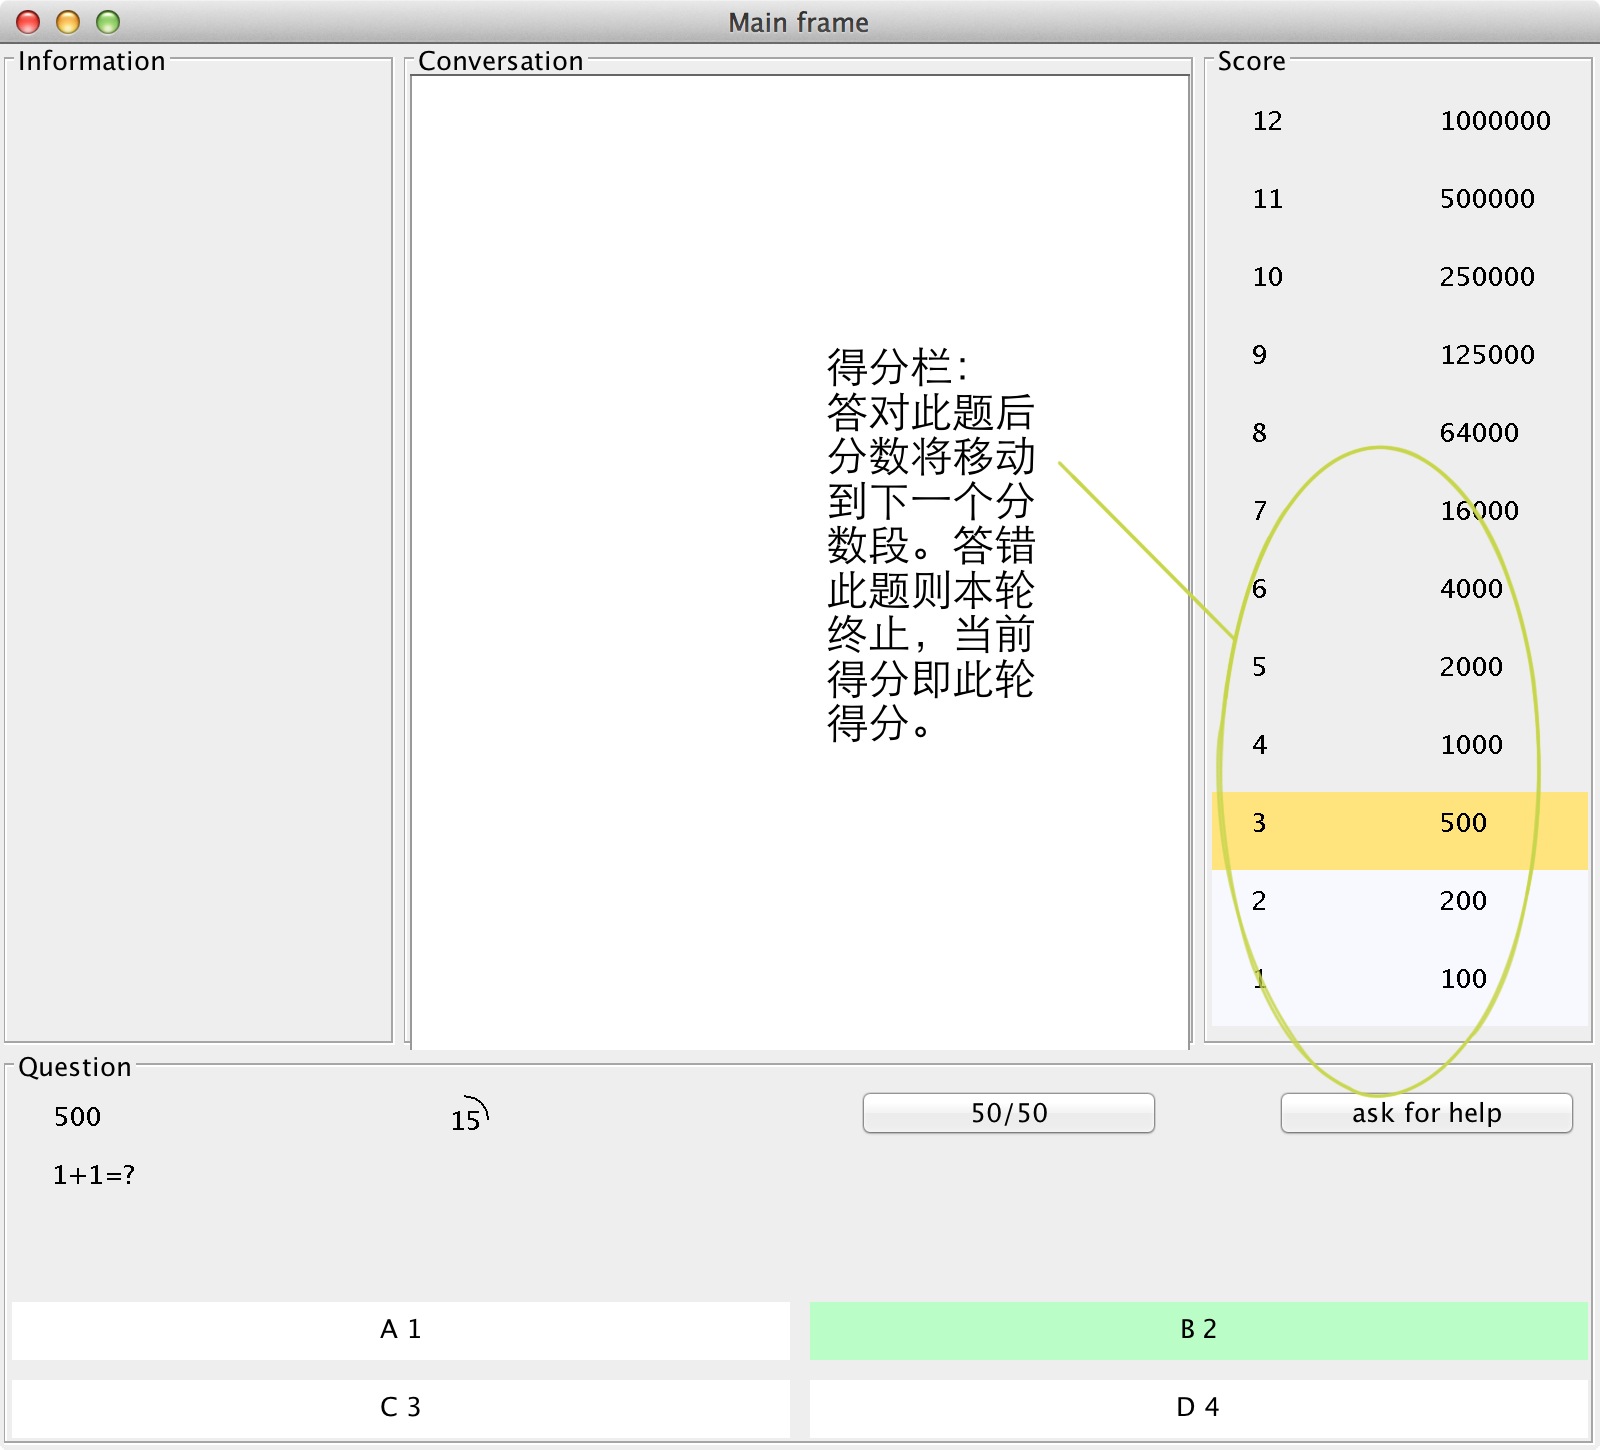 Main frame
Information
Conversation
得分栏：
答对此题后
分数将移动
到下一个分
数段。答错
此题则本轮
终止，当前
得分即此轮
得分。
Score
12 1000000
11 500000
10 250000
9 125000
8 64000
7 16000
6 4000
5 2000
4 1000
3 500
2 200
1 100
Question
500 15 50/50 ask for help
1+1=?
A 1 B 2
C 3 D 4